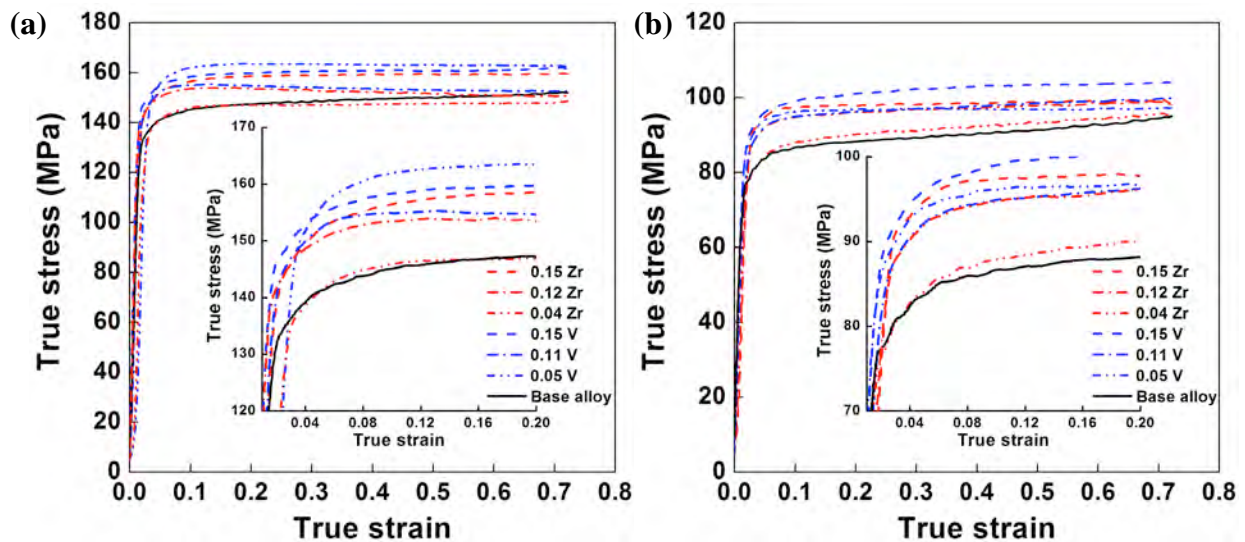 (a)
True stress (MPa)
180
160
140
120
100
80
60
40
20
0
0.0 0.1 0.2 0.3 0.4 0.5 0.6 0.7 0.8
True strain
True stress (MPa)
170
160
150
140
130
120
0.04 0.08 0.12 0.16 0.20
True strain
0.15 Zr
0.12 Zr
0.04 Zr
0.15 V
0.11 V
0.05 V
Base alloy
(b)
True stress (MPa)
120
100
80
60
40
20
0
0.0 0.1 0.2 0.3 0.4 0.5 0.6 0.7 0.8
True strain
True stress (MPa)
100
90
80
70
0.04 0.08 0.12 0.16 0.20
True strain
0.15 Zr
0.12 Zr
0.04 Zr
0.15 V
0.11 V
0.05 V
Base alloy